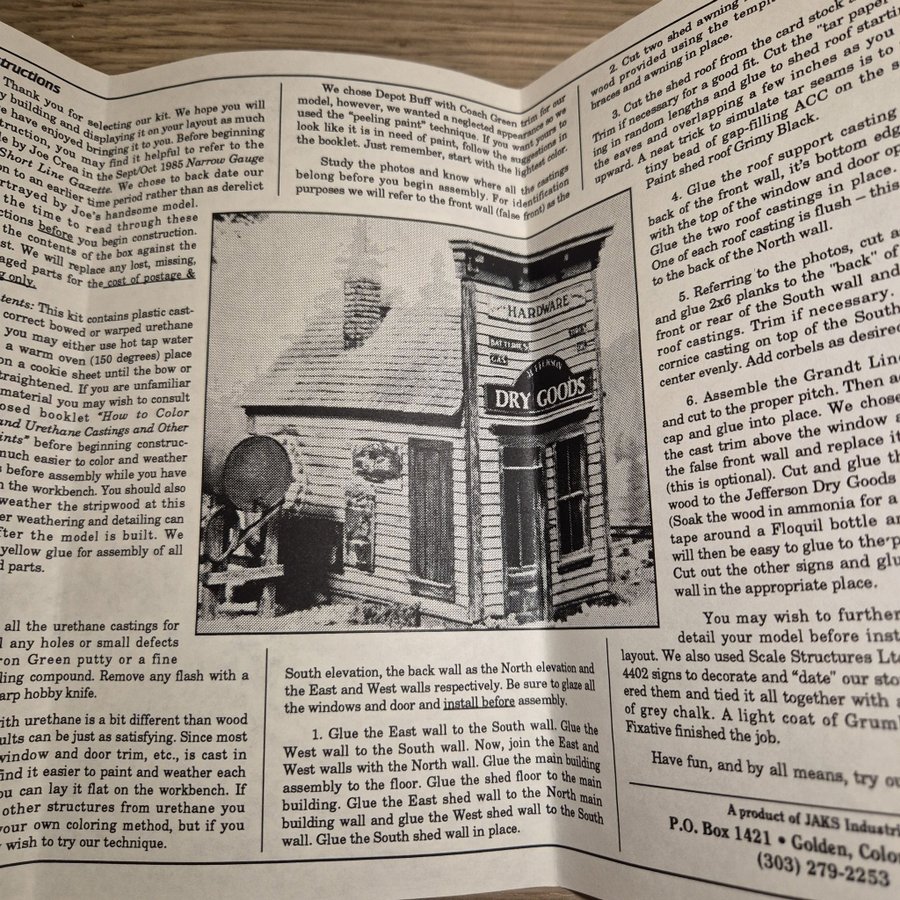 ructions
Thank you for selecting our kit. We hope you will
y building and displaying it on your layout as much
e have enjoyed bringing it to you. Before beginning
truction, you may find it helpful to refer to the
le by Joe Crea in the Sept/Oct 1985 Narrow Gauge
Short Line Gazette. We chose to back date our
on to an earlier time period rather than as derelict
rtrayed by Joe's handsome model.
the time to read through these
ctions before you begin construction.
the contents of the box against the
st. We will replace any lost, missing,
aged parts for the cost of postage &
g only.
tents: This kit contains plastic cast-
correct bowed or warped urethane
you may either use hot tap water
a warm oven (150 degrees) place
on a cookie sheet until the bow or
traightened. If you are unfamiliar
material you may wish to consult
osed booklet "How to Color
and Urethane Castings and Other
ints" before beginning construc-
much easier to color and weather
s before assembly while you have
n the workbench. You should also
weather the stripwood at this
er weathering and detailing can
fter the model is built. We
yellow glue for assembly of all
d parts.
all the urethane castings for
l any holes or small defects
ron Green putty or a fine
ling compound. Remove any flash with a
arp hobby knife.
ith urethane is a bit different than wood
ults can be just as satisfying. Since most
window and door trim, etc., is cast in
find it easier to paint and weather each
ou can lay it flat on the workbench. If
other structures from urethane you
your own coloring method, but if you
wish to try our technique.
We chose Depot Buff with Coach Green trim for our
model, however, we wanted a neglected appearance so we
used the "peeling paint" technique. If you want yours to
look like it is in need of paint, follow the suggestions in
the booklet. Just remember, start with the lightest color.
Study the photos and know where all the castings
belong before you begin assembly. For identification
purposes we will refer to the front wall (false front) as the
HARDWARE
BATTERIES
TIRES
GAS
JEFFERSON
DRY GOODS
South elevation, the back wall as the North elevation and
the East and West walls respectively. Be sure to glaze all
the windows and door and install before assembly.
1. Glue the East wall to the South wall. Glue the
West wall to the South wall. Now, join the East and
West walls with the North wall. Glue the main building
assembly to the floor. Glue the shed floor to the main
building. Glue the East shed wall to the North main
building wall and glue the West shed wall to the South
wall. Glue the South shed wall in place.
2. Cut two shed awning
wood provided using the templ
braces and awning in place.
3. Cut the shed roof from the card stock
Trim if necessary for a good fit. Cut the "tar paper
ing in random lengths and glue to shed roof starti
the eaves and overlapping a few inches as you
upward. A neat trick to simulate tar seams is to
tiny bead of gap-filling ACC on the s
Paint shed roof Grimy Black.
4. Glue the roof support casting
back of the front wall, it's bottom edg
with the top of the window and door op
Glue the two roof castings in place.
One of each roof casting is flush – this
to the back of the North wall.
5. Referring to the photos, cut a
and glue 2x6 planks to the "back" of
front or rear of the South wall and
roof castings. Trim if necessary.
cornice casting on top of the South
center evenly. Add corbels as desired
6. Assemble the Grandt Line
and cut to the proper pitch. Then a
cap and glue into place. We chose
the cast trim above the window a
the false front wall and replace it
(this is optional). Cut and glue th
wood to the Jefferson Dry Goods
(Soak the wood in ammonia for a
tape around a Floquil bottle an
will then be easy to glue to the p
Cut out the other signs and glu
wall in the appropriate place.
You may wish to further
detail your model before inst
layout. We also used Scale Structures Lt
4402 signs to decorate and "date" our sto
ered them and tied it all together with a
of grey chalk. A light coat of Grum
Fixative finished the job.
Have fun, and by all means, try ou
A product of JAKS Industri
P.O. Box 1421 • Golden, Colo
(303) 279-2253